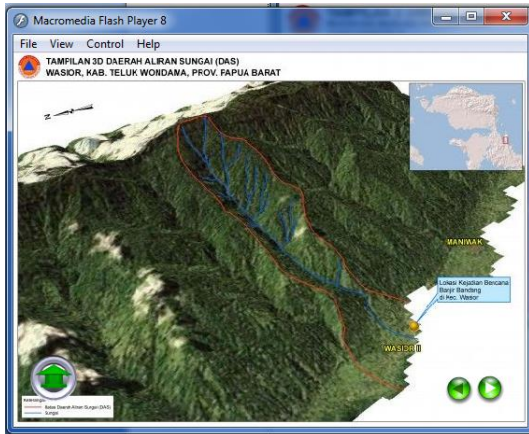 Macromedia Flash Player 8
File View Control Help
TAMPILAN 3D DAERAH ALIRAN SUNGAI (DAS)
WASIOR, KAB. TELUK WONDAMA, PROV. PAPUA BARAT
MANIWAK
Lokasi Kejadian Bencana
Banjir Bandang
di Kec. Wasior
WASIOR II
Keterangan
Batas Daerah Aliran Sungai (DAS)
Sungai